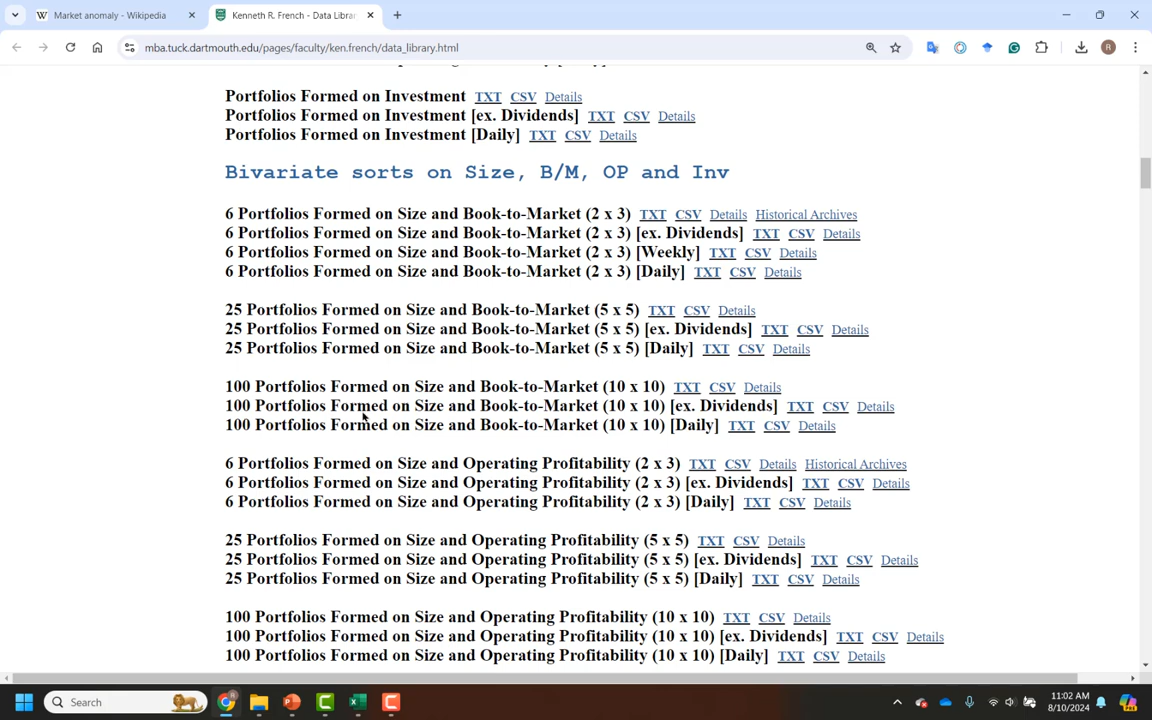 Market anomaly - Wikipedia
Kenneth R. French - Data Librar
mba.tuck.dartmouth.edu/pages/faculty/ken.french/data_library.html
R
Portfolios Formed on Investment TXT CSV Details
Portfolios Formed on Investment [ex. Dividends] TXT CSV Details
Portfolios Formed on Investment [Daily] TXT CSV Details
Bivariate sorts on Size, B/M, OP and Inv
6 Portfolios Formed on Size and Book-to-Market (2 x 3) TXT CSV Details Historical Archives
6 Portfolios Formed on Size and Book-to-Market (2 x 3) [ex. Dividends] TXT CSV Details
6 Portfolios Formed on Size and Book-to-Market (2 x 3) [Weekly] TXT CSV Details
6 Portfolios Formed on Size and Book-to-Market (2 x 3) [Daily] TXT CSV Details
25 Portfolios Formed on Size and Book-to-Market (5 x 5) TXT CSV Details
25 Portfolios Formed on Size and Book-to-Market (5 x 5) [ex. Dividends] TXT CSV Details
25 Portfolios Formed on Size and Book-to-Market (5 x 5) [Daily] TXT CSV Details
100 Portfolios Formed on Size and Book-to-Market (10 x 10) TXT CSV Details
100 Portfolios Formed on Size and Book-to-Market (10 x 10) [ex. Dividends] TXT CSV Details
100 Portfolios Formed on Size and Book-to-Market (10 x 10) [Daily] TXT CSV Details
6 Portfolios Formed on Size and Operating Profitability (2 x 3) TXT CSV Details Historical Archives
6 Portfolios Formed on Size and Operating Profitability (2 x 3) [ex. Dividends] TXT CSV Details
6 Portfolios Formed on Size and Operating Profitability (2 x 3) [Daily] TXT CSV Details
25 Portfolios Formed on Size and Operating Profitability (5 x 5) TXT CSV Details
25 Portfolios Formed on Size and Operating Profitability (5 x 5) [ex. Dividends] TXT CSV Details
25 Portfolios Formed on Size and Operating Profitability (5 x 5) [Daily] TXT CSV Details
100 Portfolios Formed on Size and Operating Profitability (10 x 10) TXT CSV Details
100 Portfolios Formed on Size and Operating Profitability (10 x 10) [ex. Dividends] TXT CSV Details
100 Portfolios Formed on Size and Operating Profitability (10 x 10) [Daily] TXT CSV Details
Search
11:02 AM
8/10/2024